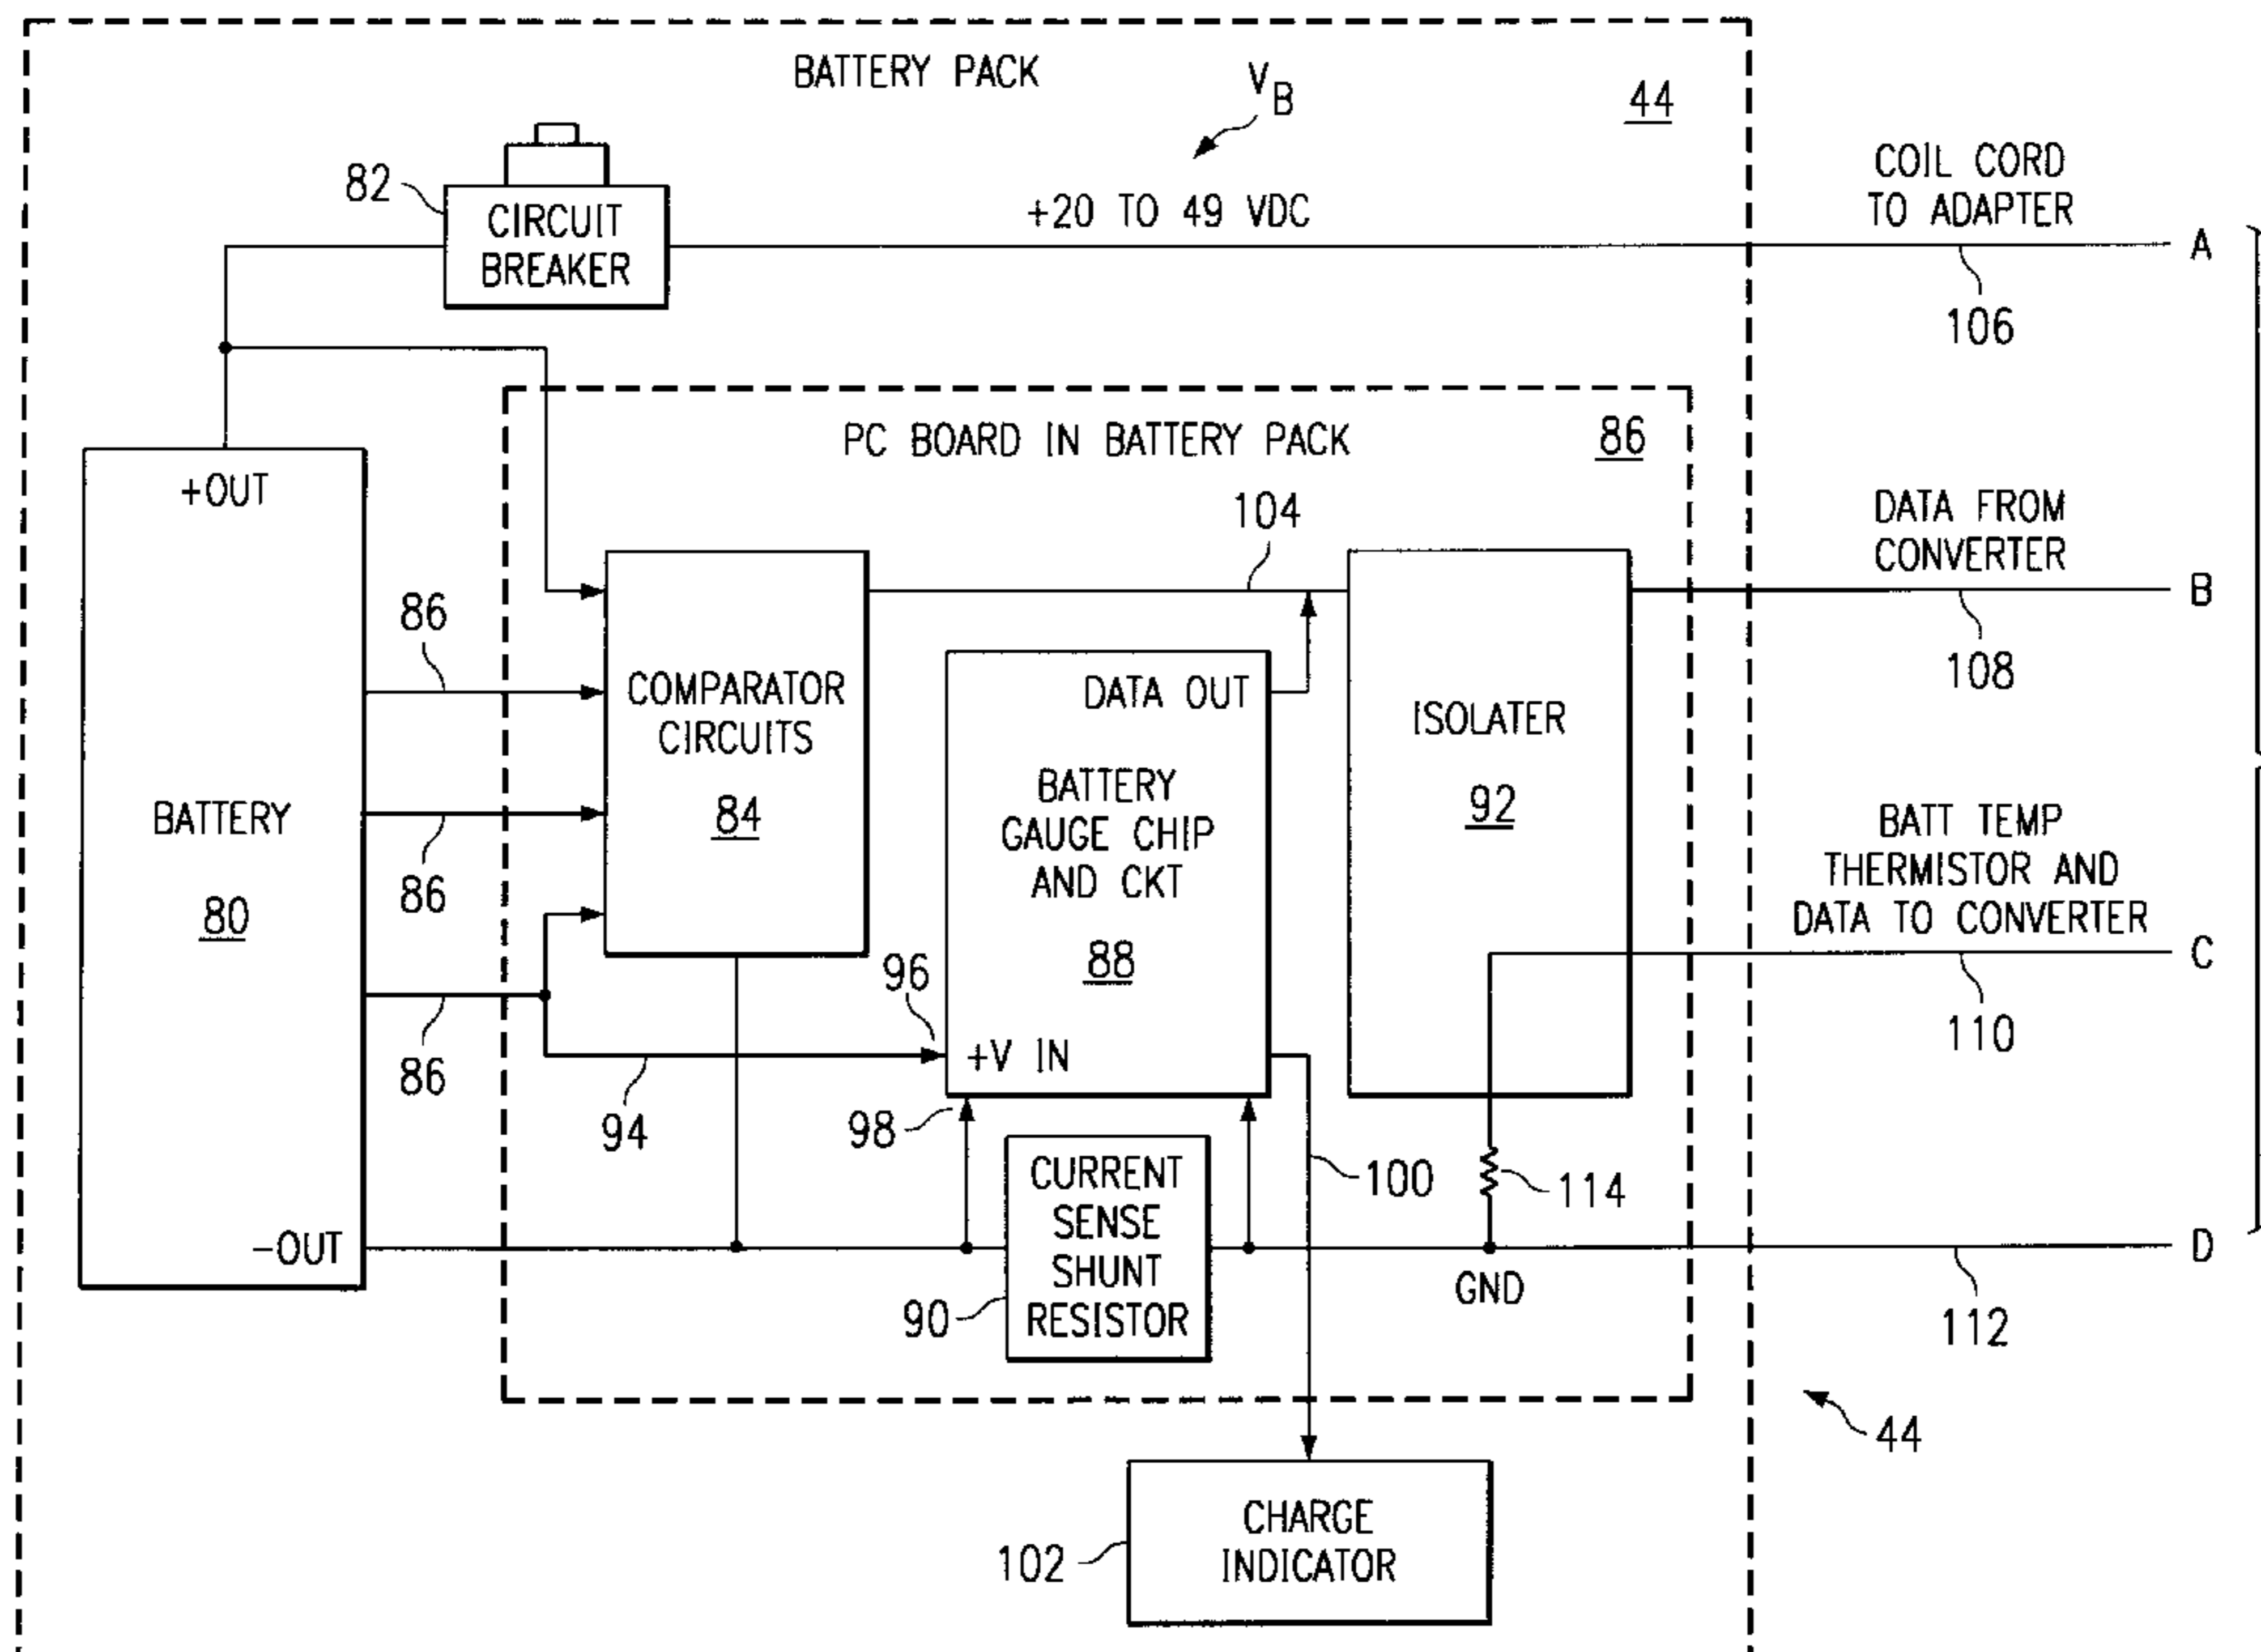 BATTERY PACK
V B
44
82
CIRCUIT
BREAKER
+20 TO 49 VDC
COIL CORD
TO ADAPTER
A
106
PC BOARD IN BATTERY PACK
86
+OUT
104
DATA FROM
CONVERTER
B
108
86
COMPARATOR
CIRCUITS
84
DATA OUT
BATTERY
GAUGE CHIP
AND CKT
88
ISOLATER
92
BATTERY
80
86
BATT TEMP
THERMISTOR AND
DATA TO CONVERTER
C
110
96
+V IN
86
94
98
CURRENT
SENSE
SHUNT
RESISTOR
90
100
114
-OUT
GND
D
112
44
CHARGE
INDICATOR
102